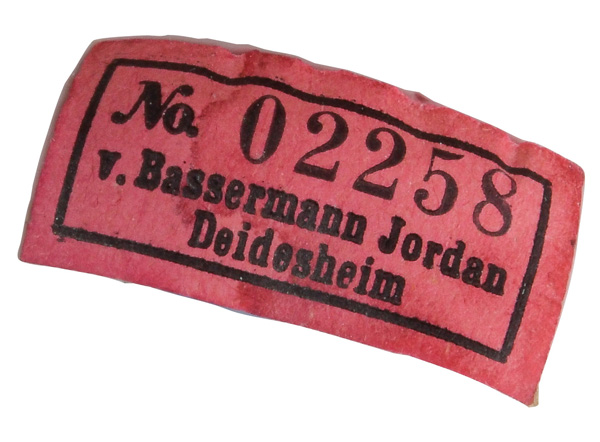 No. 02258
v. Bassermann Jordan
Deidesheim